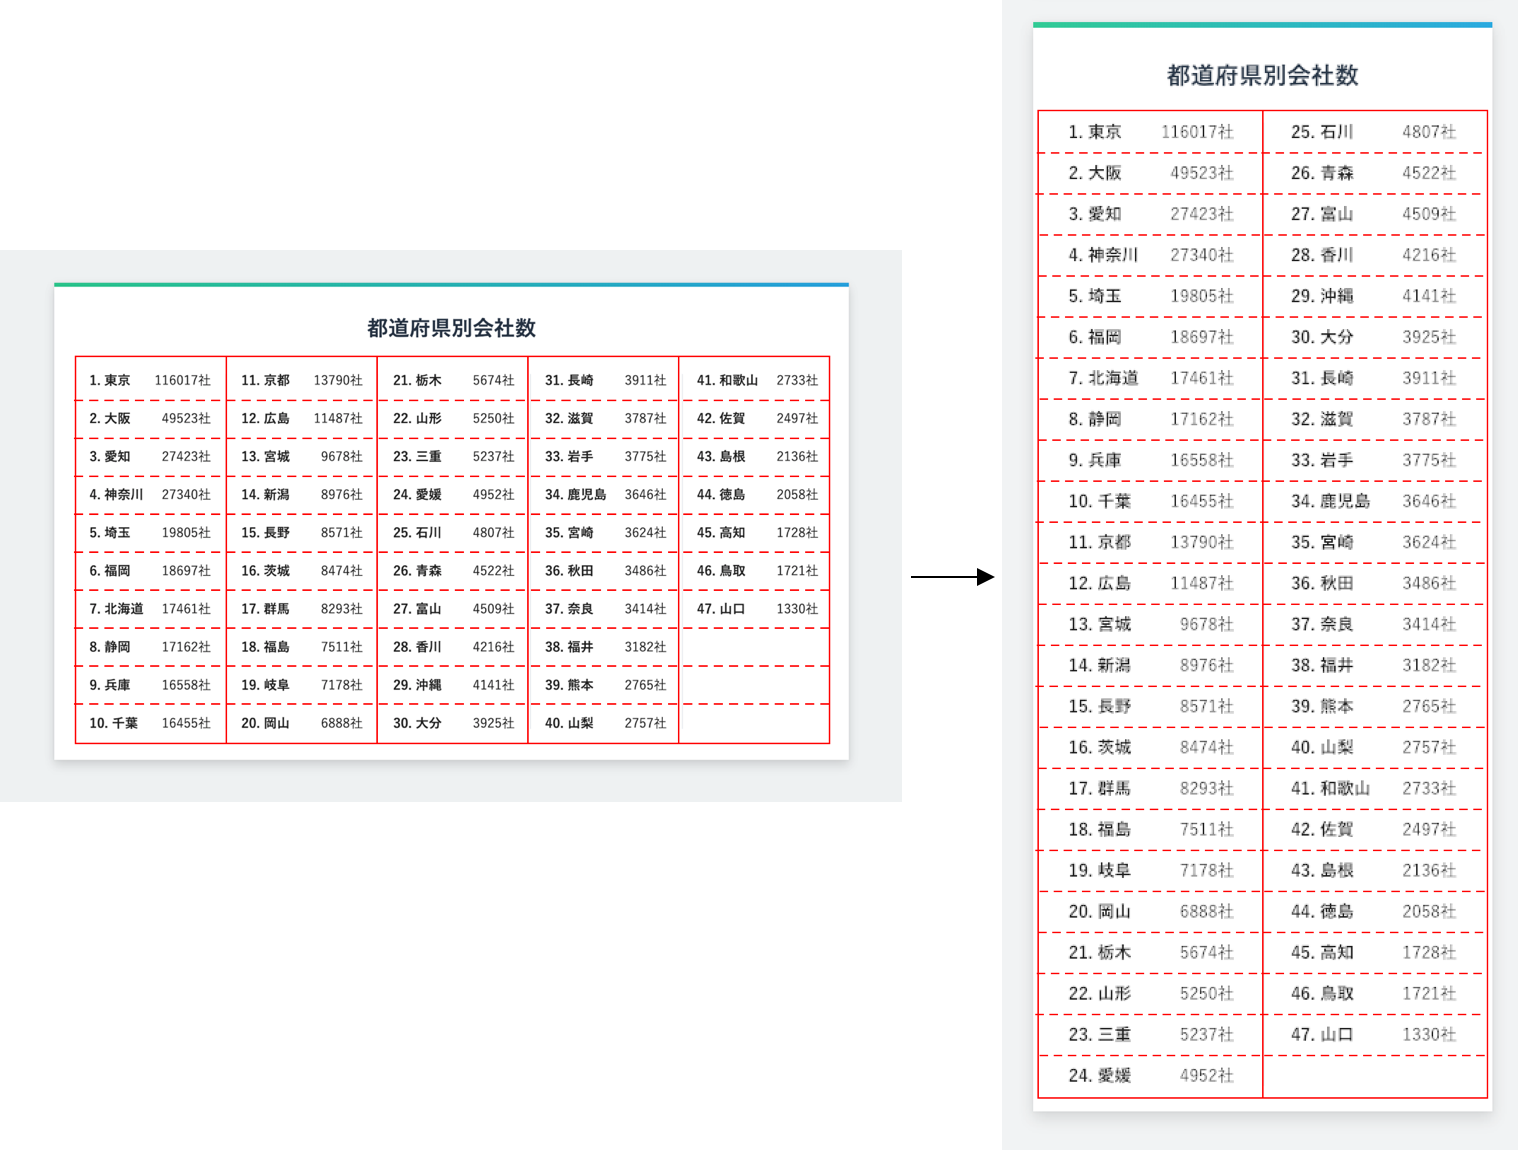 都道府県別会社数
1. 東京 116017社
2. 大阪 49523社
3. 愛知 27423社
4. 神奈川 27340社
5. 埼玉 19805社
6. 福岡 18697社
7. 北海道 17461社
8. 静岡 17162社
9. 兵庫 16558社
10. 千葉 16455社
11. 京都 13790社
12. 広島 11487社
13. 宮城 9678社
14. 新潟 8976社
15. 長野 8571社
16. 茨城 8474社
17. 群馬 8293社
18. 福島 7511社
19. 岐阜 7178社
20. 岡山 6888社
21. 栃木 5674社
22. 山形 5250社
23. 三重 5237社
24. 愛媛 4952社
25. 石川 4807社
26. 青森 4522社
27. 富山 4509社
28. 香川 4216社
29. 沖縄 4141社
30. 大分 3925社
31. 長崎 3911社
32. 滋賀 3787社
33. 岩手 3775社
34. 鹿児島 3646社
35. 宮崎 3624社
36. 秋田 3486社
37. 奈良 3414社
38. 福井 3182社
39. 熊本 2765社
40. 山梨 2757社
41. 和歌山 2733社
42. 佐賀 2497社
43. 島根 2136社
44. 徳島 2058社
45. 高知 1728社
46. 鳥取 1721社
47. 山口 1330社
都道府県別会社数
1. 東京 116017社
2. 大阪 49523社
3. 愛知 27423社
4. 神奈川 27340社
5. 埼玉 19805社
6. 福岡 18697社
7. 北海道 17461社
8. 静岡 17162社
9. 兵庫 16558社
10. 千葉 16455社
11. 京都 13790社
12. 広島 11487社
13. 宮城 9678社
14. 新潟 8976社
15. 長野 8571社
16. 茨城 8474社
17. 群馬 8293社
18. 福島 7511社
19. 岐阜 7178社
20. 岡山 6888社
21. 栃木 5674社
22. 山形 5250社
23. 三重 5237社
24. 愛媛 4952社
25. 石川 4807社
26. 青森 4522社
27. 富山 4509社
28. 香川 4216社
29. 沖縄 4141社
30. 大分 3925社
31. 長崎 3911社
32. 滋賀 3787社
33. 岩手 3775社
34. 鹿児島 3646社
35. 宮崎 3624社
36. 秋田 3486社
37. 奈良 3414社
38. 福井 3182社
39. 熊本 2765社
40. 山梨 2757社
41. 和歌山 2733社
42. 佐賀 2497社
43. 島根 2136社
44. 徳島 2058社
45. 高知 1728社
46. 鳥取 1721社
47. 山口 1330社